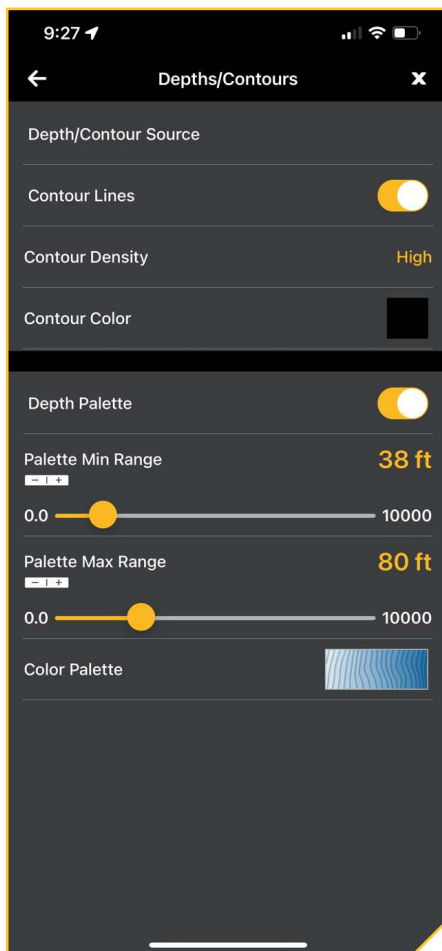 9:27
Depths/Contours
X
Depth/Contour Source
Contour Lines
Contour Density High
Contour Color
Depth Palette
Palette Min Range 38 ft
− | +
0.0 10000
Palette Max Range 80 ft
− | +
0.0 10000
Color Palette